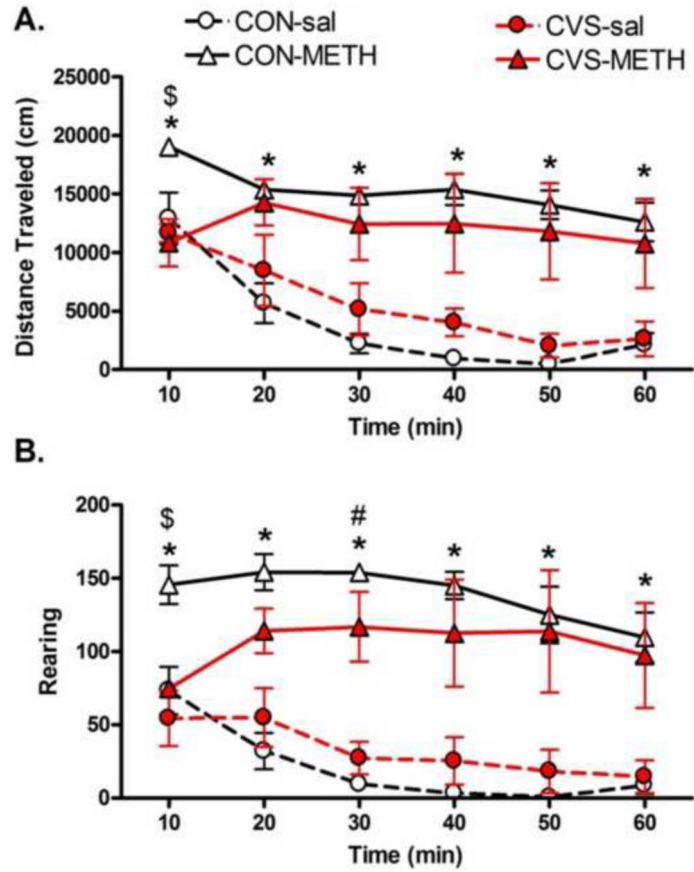 A.
CON-sal
CVS-sal
CON-METH
CVS-METH
25000
20000
15000
10000
5000
0
Distance Traveled (cm)
$
* * * * * *
10 20 30 40 50 60
Time (min)
B.
200
150
100
50
0
Rearing
$ #
* * * * * *
10 20 30 40 50 60
Time (min)